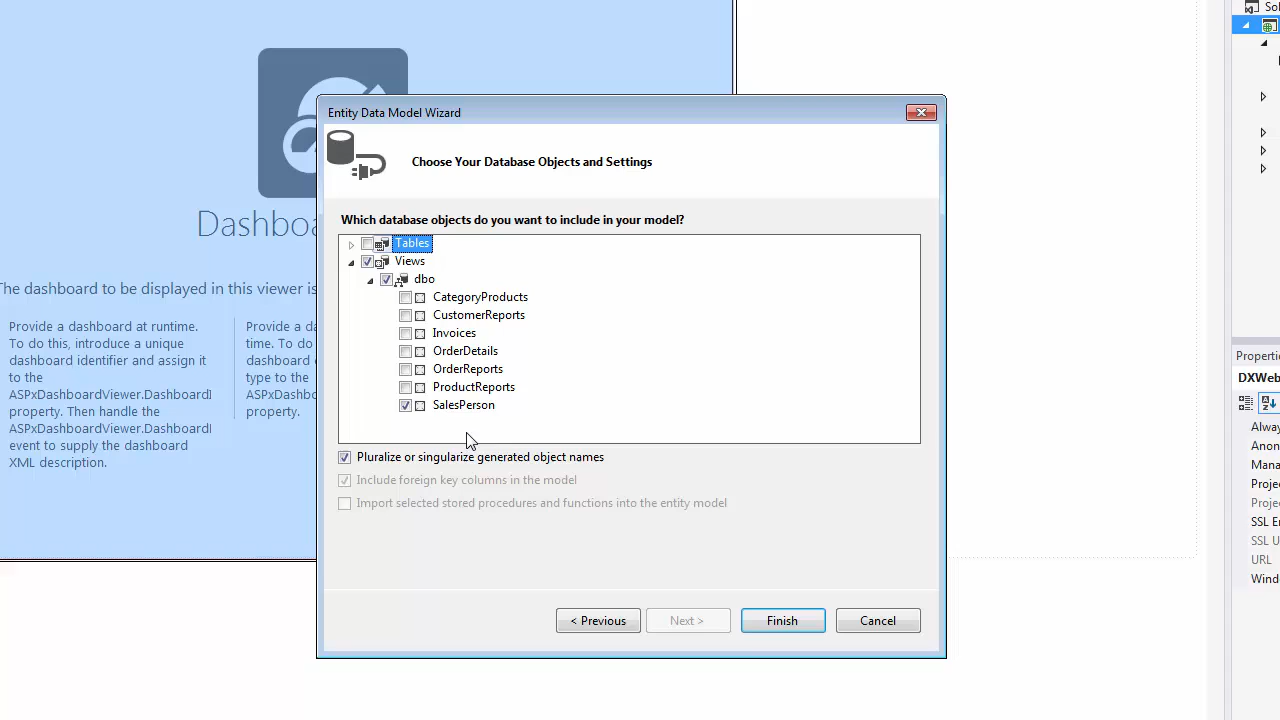 Sol
Dashboa
The dashboard to be displayed in this viewer is
Provide a dashboard at runtime.
To do this, introduce a unique
dashboard identifier and assign it
to the
ASPxDashboardViewer.DashboardI
property. Then handle the
ASPxDashboardViewer.DashboardI
event to supply the dashboard
XML description.
Provide a da
time. To do
dashboard c
type to the
ASPxDashbo
property.
Entity Data Model Wizard
Choose Your Database Objects and Settings
Which database objects do you want to include in your model?
Tables
Views
dbo
CategoryProducts
CustomerReports
Invoices
OrderDetails
OrderReports
ProductReports
SalesPerson
Pluralize or singularize generated object names
Include foreign key columns in the model
Import selected stored procedures and functions into the entity model
< Previous
Next >
Finish
Cancel
Properti
DXWeb
Alway
Anon
Mana
Projec
Projec
SSL En
SSL U
URL
Windo